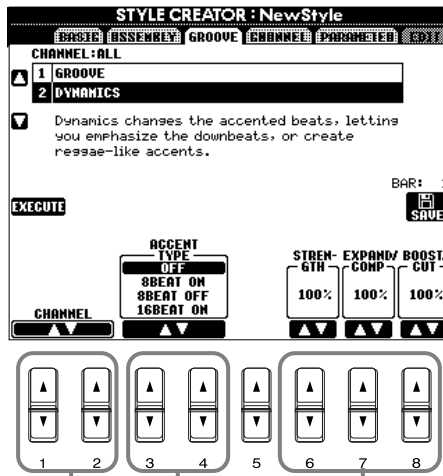 STYLE CREATOR : NewStyle
BASIC ASSEMBLY GROOVE CHANNEL PARAMETER EDIT
CHANNEL:ALL
1 GROOVE
2 DYNAMICS
Dynamics changes the accented beats, letting
you emphasize the downbeats, or create
reggae-like accents.
BAR:
EXECUTE
SAVE
ACCENT
TYPE
OFF
8BEAT ON
8BEAT OFF
16BEAT ON
STREN-
GTH
100%
EXPAND/
COMP
100%
BOOST/
CUT
100%
CHANNEL
1 2 3 4 5 6 7 8